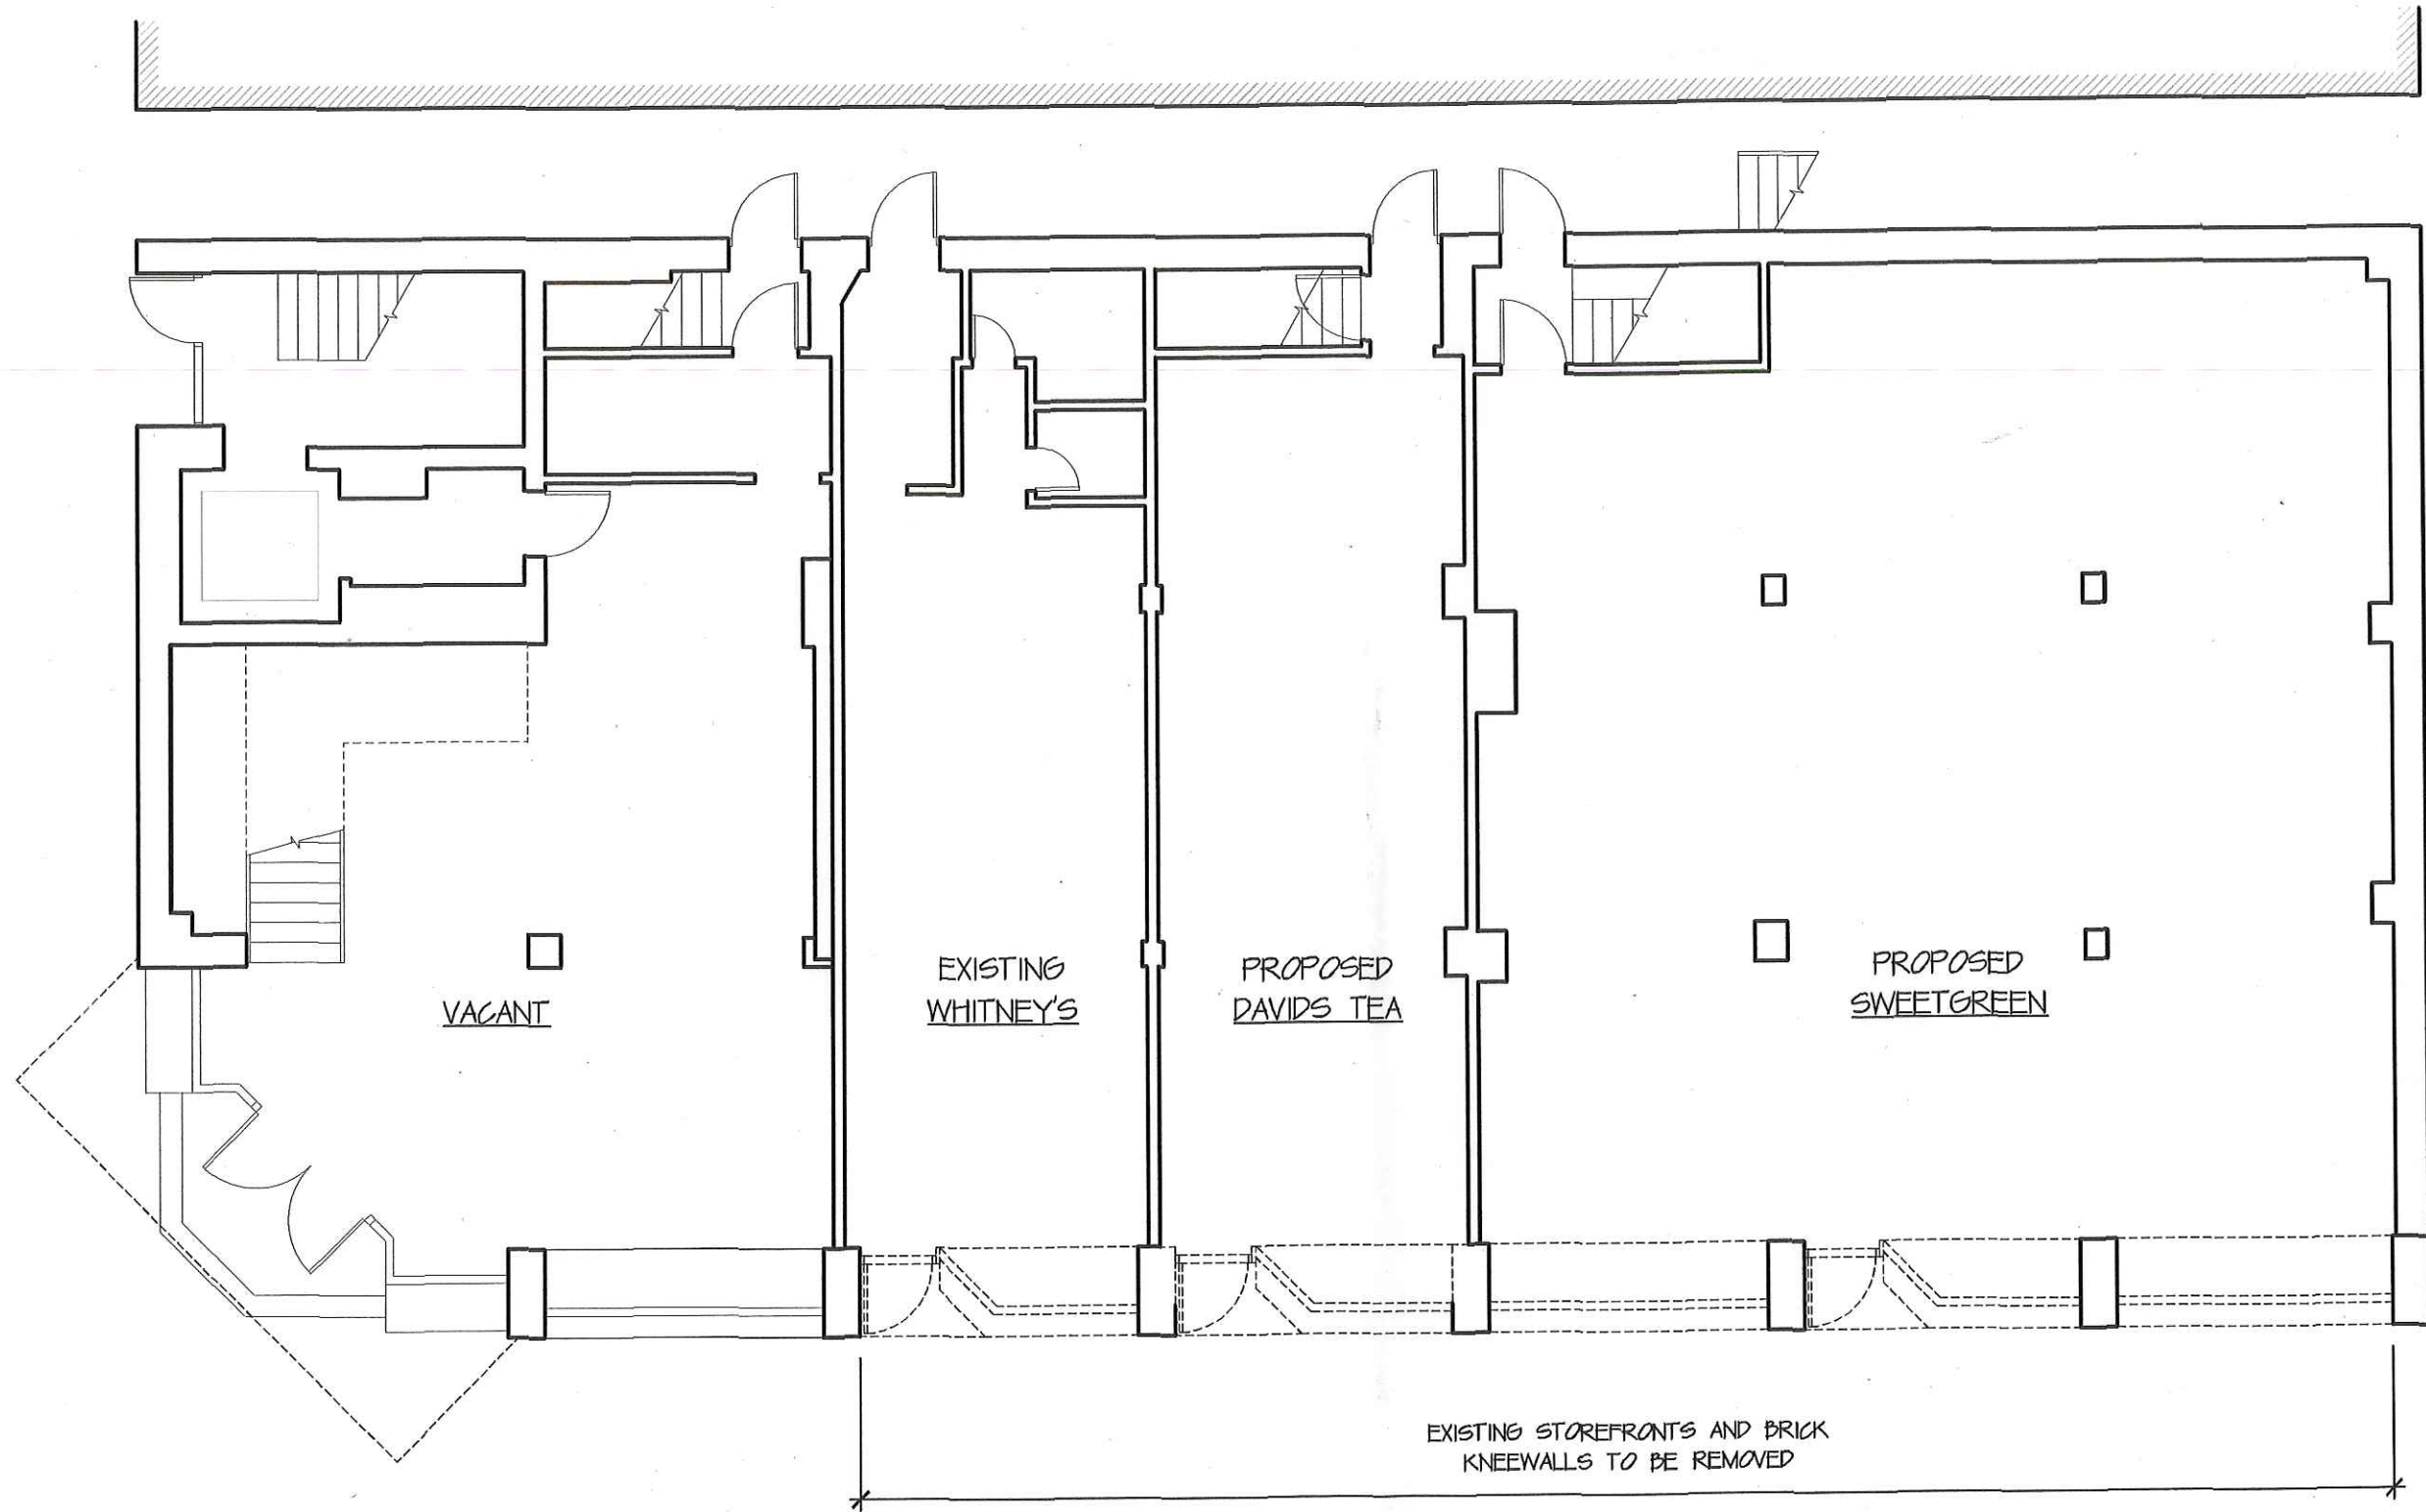 VACANT
EXISTING
WHITNEY'S
PROPOSED
DAVIDS TEA
PROPOSED
SWEETGREEN
EXISTING STOREFRONTS AND BRICK
KNEEWALLS TO BE REMOVED